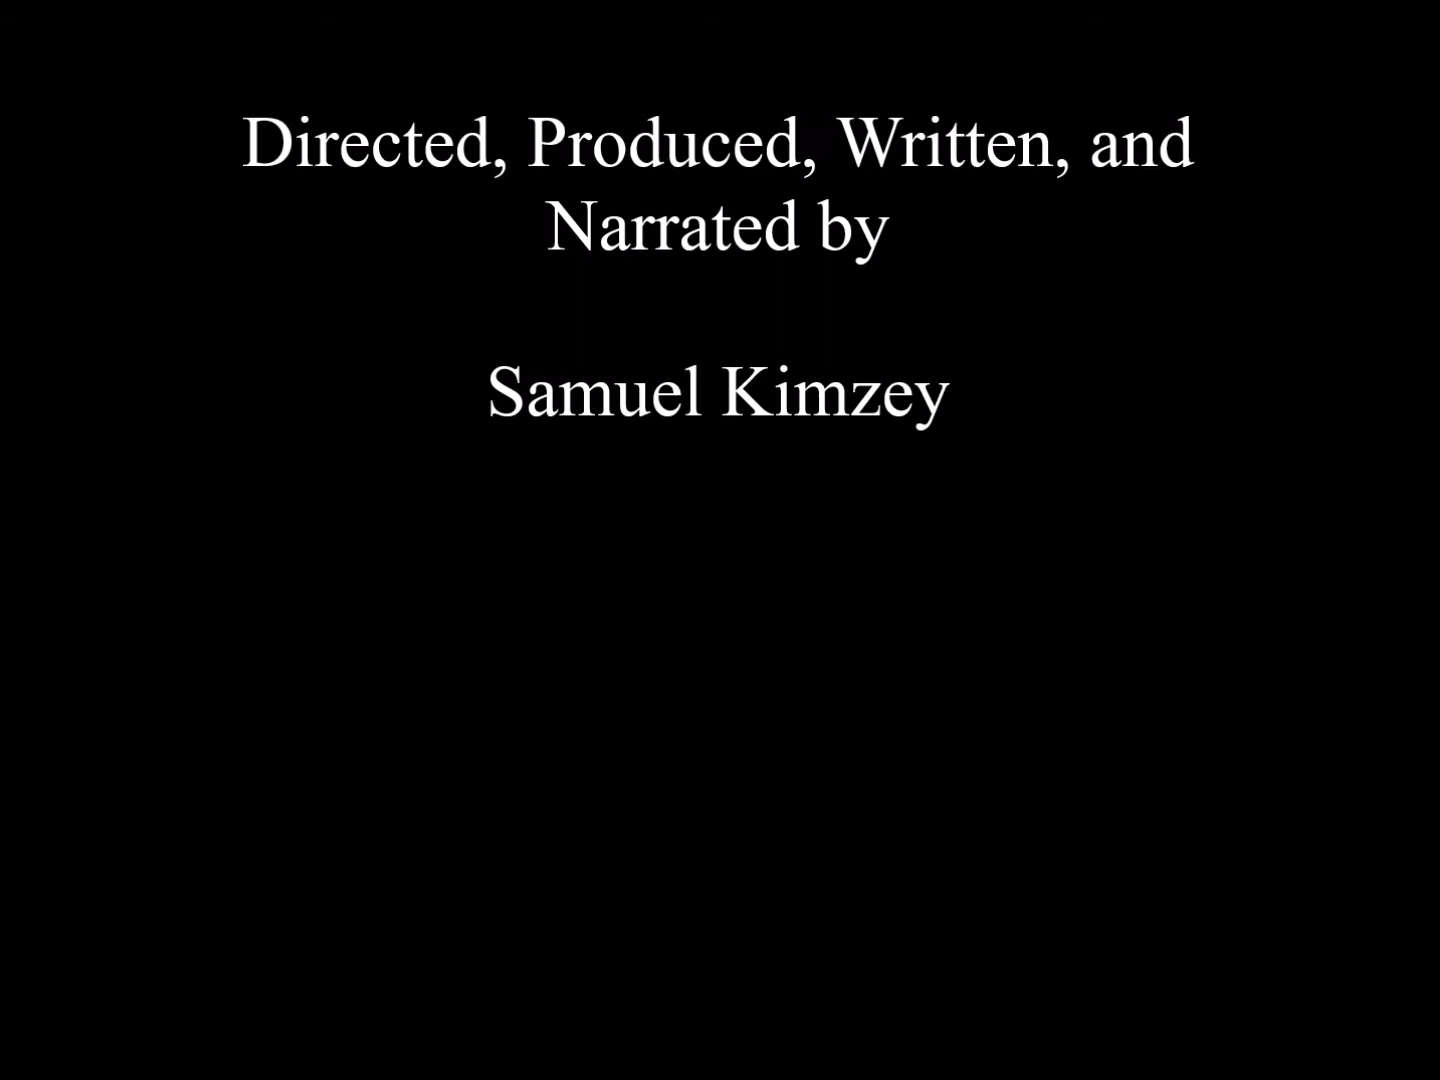 Directed, Produced, Written, and
Narrated by
Samuel Kimzey